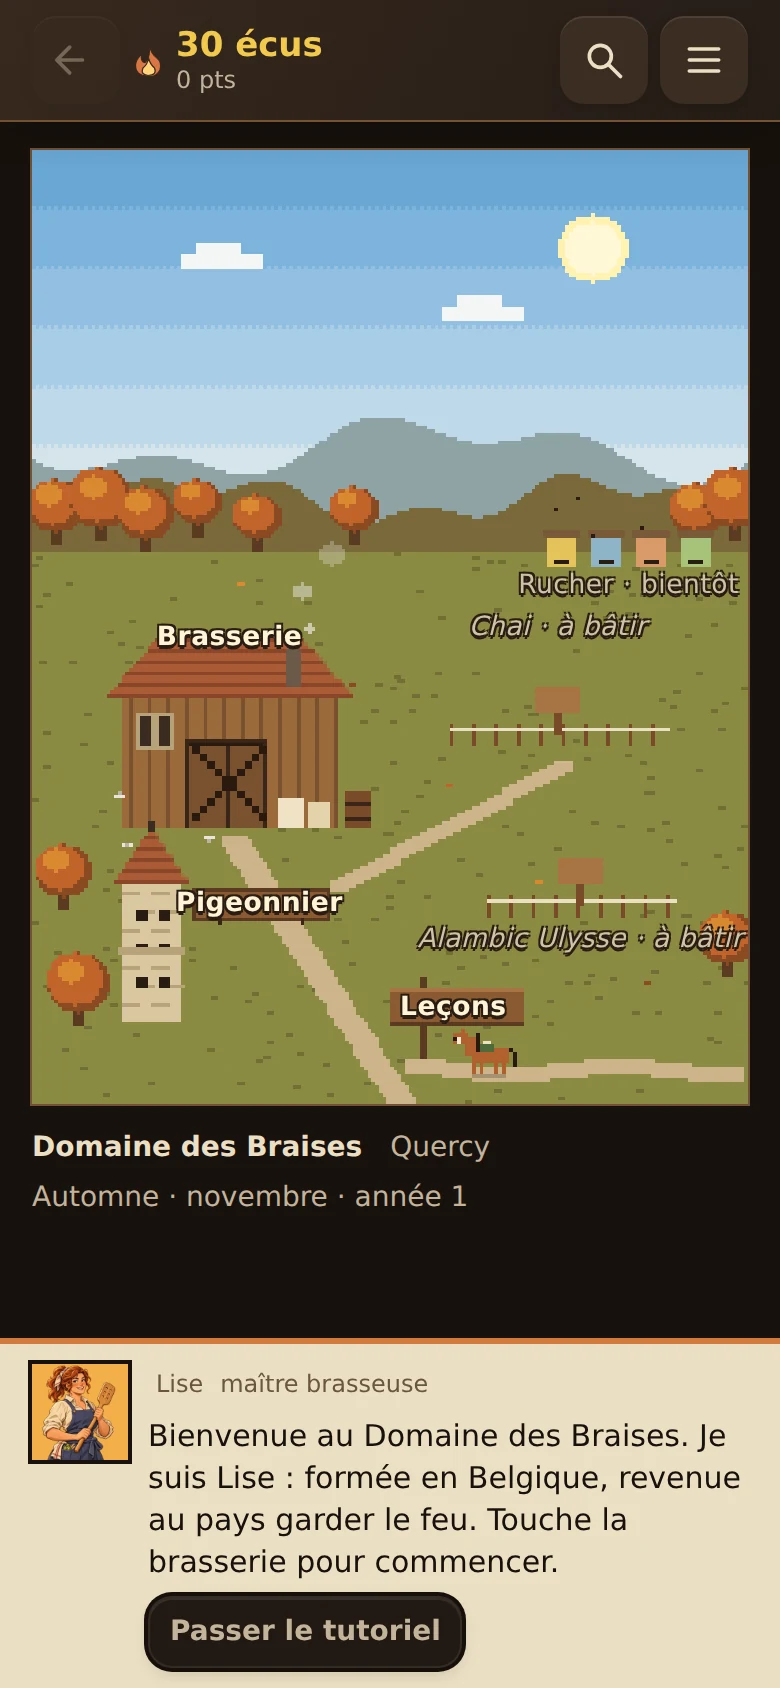 30 écus
0 pts
Rucher · bientôt
Chai · à bâtir
Brasserie
Pigeonnier
Alambic Ulysse · à bâtir
Leçons
Domaine des Braises Quercy
Automne · novembre · année 1
Lise maître brasseuse
Bienvenue au Domaine des Braises. Je
suis Lise : formée en Belgique, revenue
au pays garder le feu. Touche la
brasserie pour commencer.
Passer le tutoriel